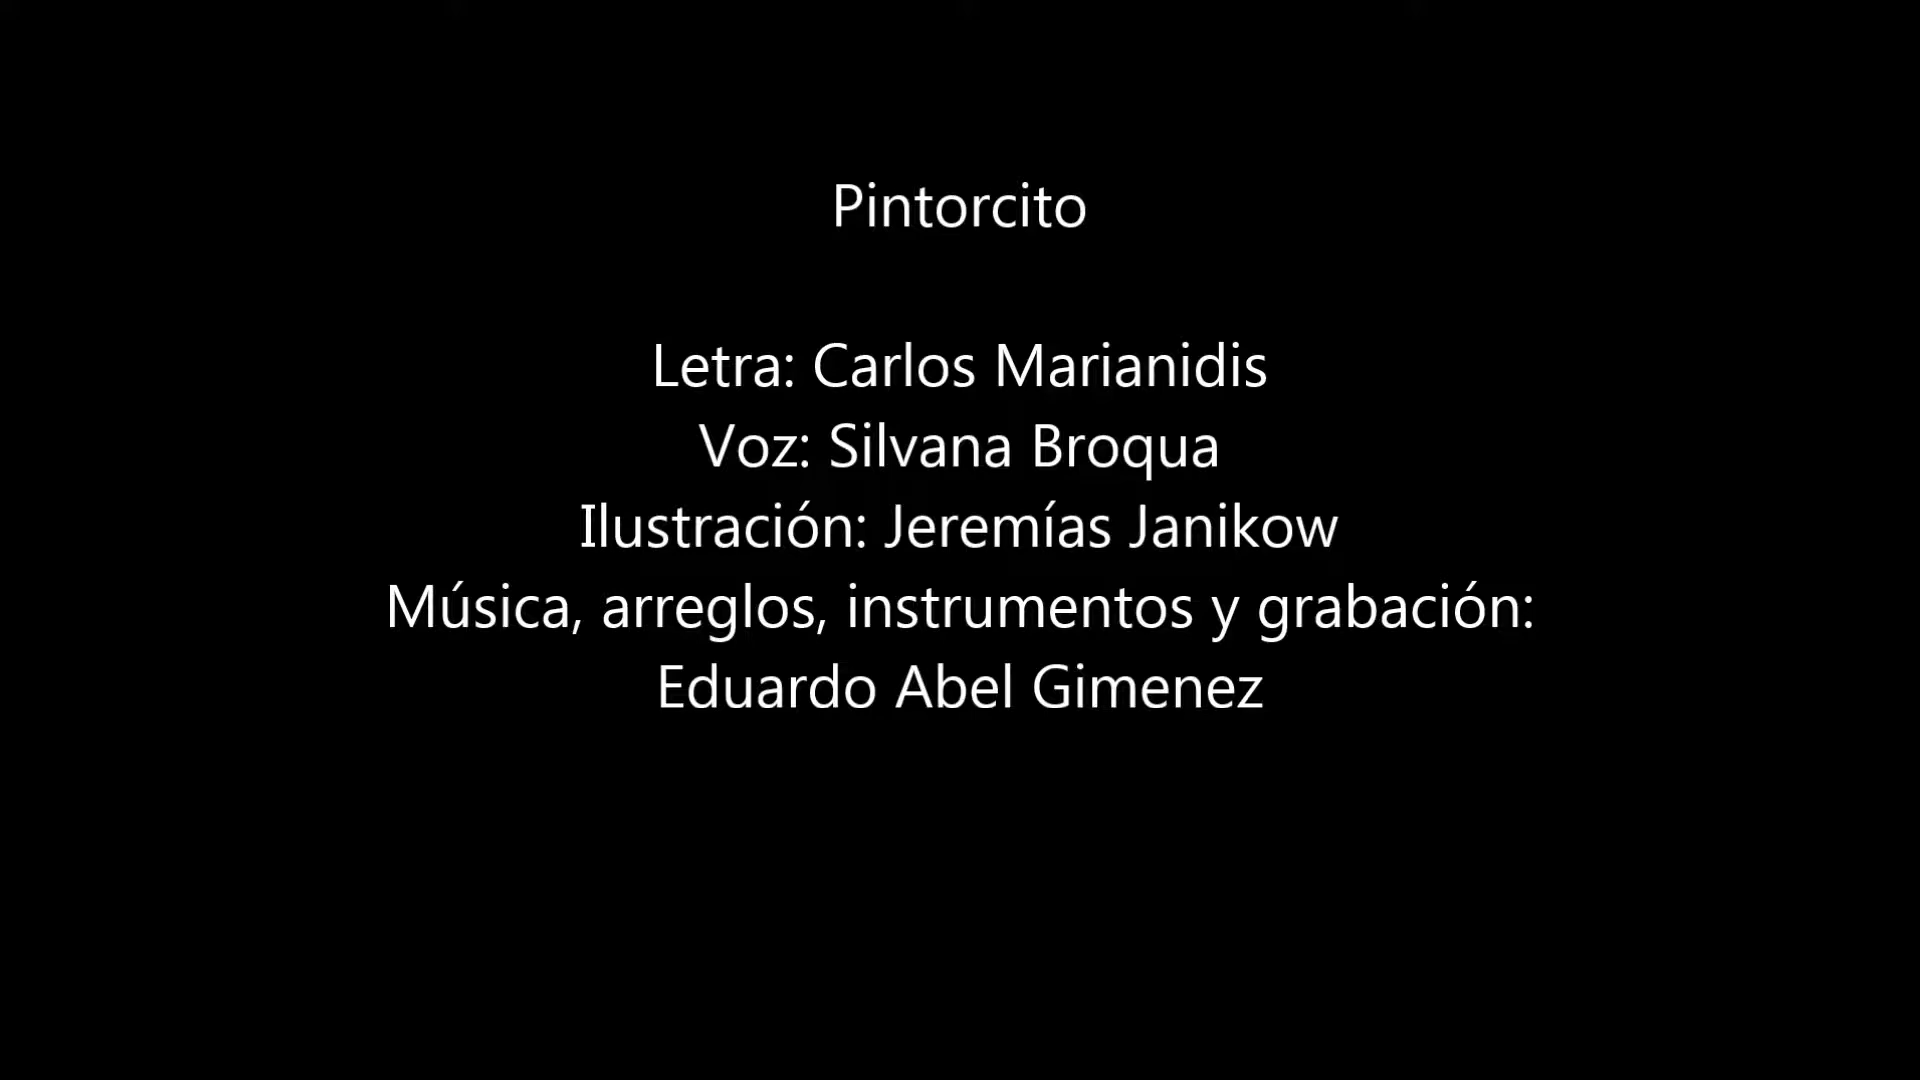 Pintorcito
Letra: Carlos Marianidis
Voz: Silvana Broqua
Ilustración: Jeremías Janikow
Música, arreglos, instrumentos y grabación:
Eduardo Abel Gimenez